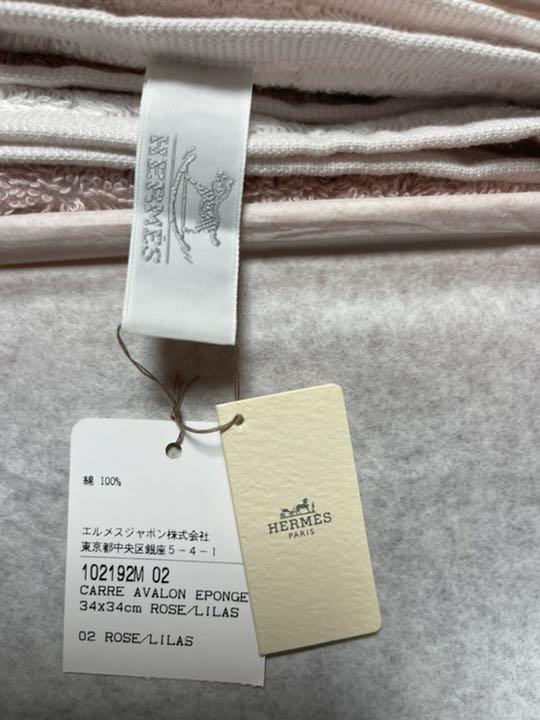 HERMÈS
綿 100%
エルメスジャポン株式会社
東京都中央区銀座5-4-1
102192M 02
CARRE AVALON EPONGE
34x34cm ROSE/LILAS
02 ROSE/LILAS
HERMÈS
PARIS